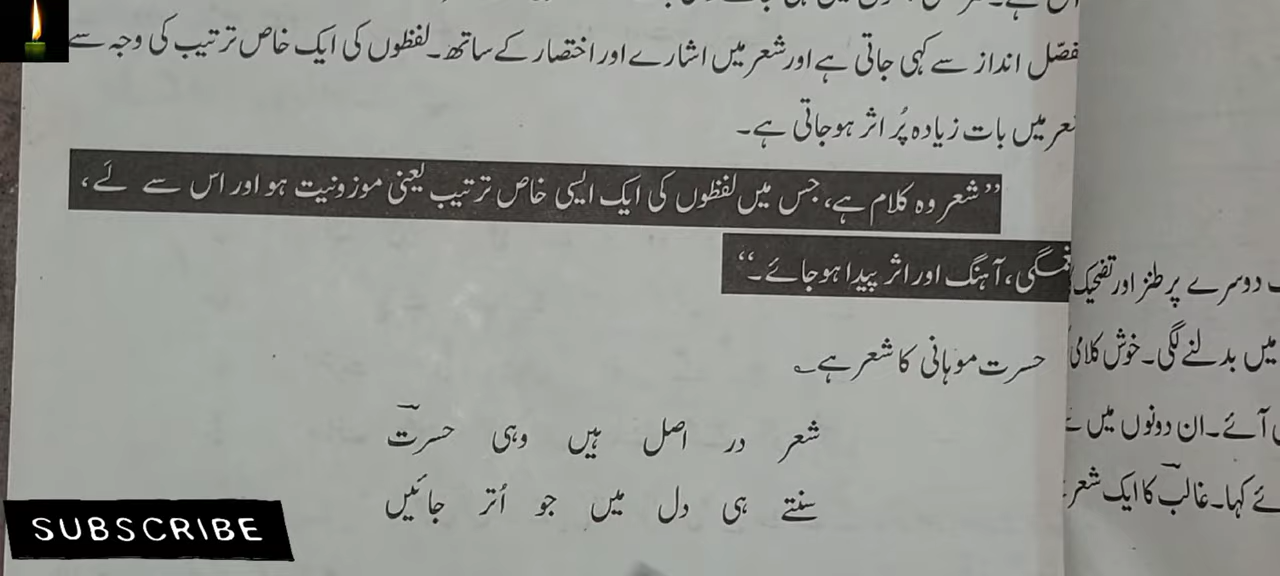 مفصّل انداز سے کہی جاتی ہے اور شعر میں اشارے اور اختصار کے ساتھ۔ لفظوں کی ایک خاص ترتیب کی وجہ سے
شعر میں بات زیادہ پُر اثر ہو جاتی ہے۔
”شعر وہ کلام ہے، جس میں لفظوں کی ایک ایسی خاص ترتیب یعنی موزونیت ہو اور اس سے لَے،
نغمگی، آہنگ اور اثر پیدا ہو جائے۔“
حسرت موہانی کا شعر ہے؂
شعر در اصل ہیں وہی حسرتؔ
سنتے ہی دل میں جو اُتر جائیں
دوسرے پر طنز اور تضحیک
میں بدلنے لگی۔ خوش کلامی
آئے۔ ان دونوں میں
کہا۔ غالبؔ کا ایک شعر
SUBSCRIBE